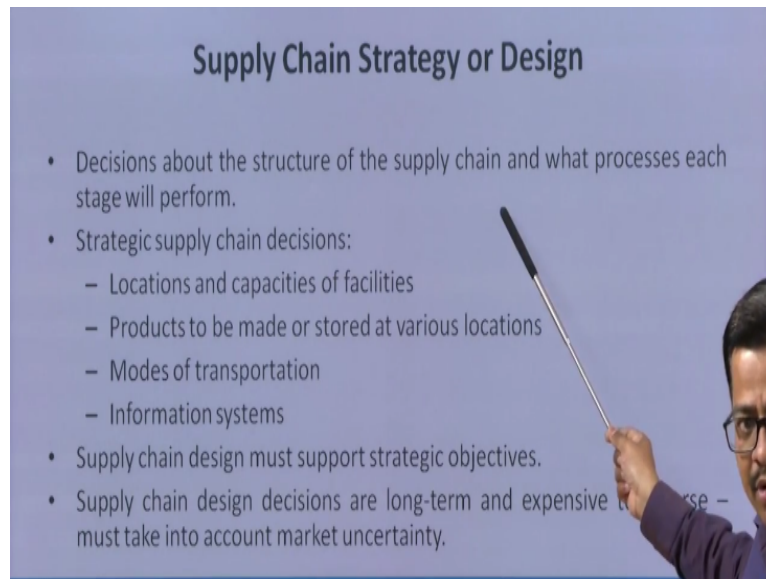 Supply Chain Strategy or Design
• Decisions about the structure of the supply chain and what processes each
stage will perform.
• Strategic supply chain decisions:
– Locations and capacities of facilities
– Products to be made or stored at various locations
– Modes of transportation
– Information systems
• Supply chain design must support strategic objectives.
• Supply chain design decisions are long-term and expensive –
must take into account market uncertainty.